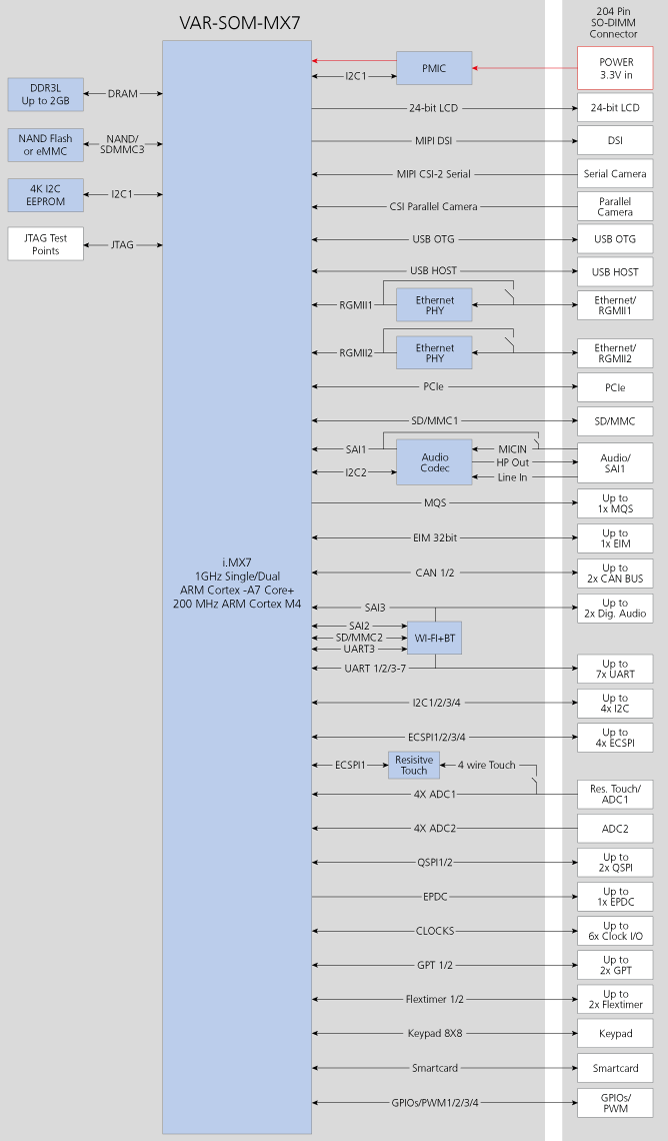 VAR-SOM-MX7
204 Pin
SO-DIMM
Connector
DDR3L
Up to 2GB
DRAM
NAND Flash
or eMMC
NAND/
SDMMC3
4K I2C
EEPROM
I2C1
JTAG Test
Points
JTAG
i.MX7
1GHz Single/Dual
ARM Cortex -A7 Core+
200 MHz ARM Cortex M4
I2C1
PMIC
POWER
3.3V in
24-bit LCD
24-bit LCD
MIPI DSI
DSI
MIPI CSI-2 Serial
Serial Camera
CSI Parallel Camera
Parallel
Camera
USB OTG
USB OTG
USB HOST
USB HOST
RGMII1
Ethernet
PHY
Ethernet/
RGMII1
RGMII2
Ethernet
PHY
Ethernet/
RGMII2
PCIe
PCIe
SD/MMC1
SD/MMC
SAI1
I2C2
Audio
Codec
MICIN
HP Out
Line In
Audio/
SAI1
MQS
Up to
1x MQS
EIM 32bit
Up to
1x EIM
CAN 1/2
Up to
2x CAN BUS
SAI3
Up to
2x Dig. Audio
SAI2
SD/MMC2
UART3
WI-FI+BT
UART 1/2/3-7
Up to
7x UART
I2C1/2/3/4
Up to
4x I2C
ECSPI1/2/3/4
Up to
4x ECSPI
ECSPI1
Resisitve
Touch
4 wire Touch
4X ADC1
Res. Touch/
ADC1
4X ADC2
ADC2
QSPI1/2
Up to
2x QSPI
EPDC
Up to
1x EPDC
CLOCKS
Up to
6x Clock I/O
GPT 1/2
Up to
2x GPT
Flextimer 1/2
Up to
2x Flextimer
Keypad 8X8
Keypad
Smartcard
Smartcard
GPIOs/PWM1/2/3/4
GPIOs/
PWM